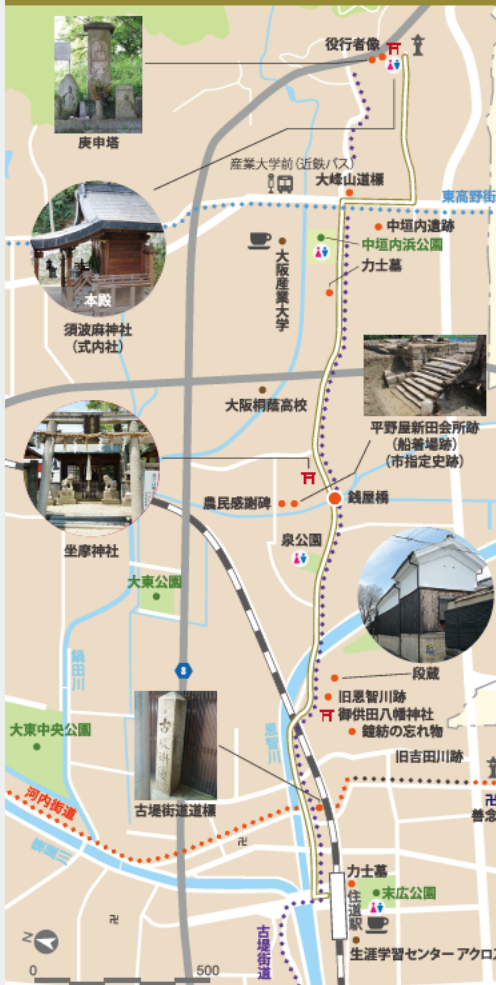 役行者像
庚申塔
産業大学前(近鉄バス)
大峰山道標
東高野街
中垣内遺跡
中垣内浜公園
大阪産業大学
力士墓
本殿
須波麻神社
(式内社)
大阪桐蔭高校
平野屋新田会所跡
(船着場跡)
(市指定史跡)
農民感謝碑
銭屋橋
坐摩神社
泉公園
大東公園
鍋田川
8
段蔵
旧恩智川跡
御供田八幡神社
鐘紡の忘れ物
恩智川
古堤街道
大東中央公園
旧吉田川跡
河内街道
古堤街道道標
善念
力士墓
末広公園
住道駅
古堤街道
生涯学習センター アクロス
N
0
500